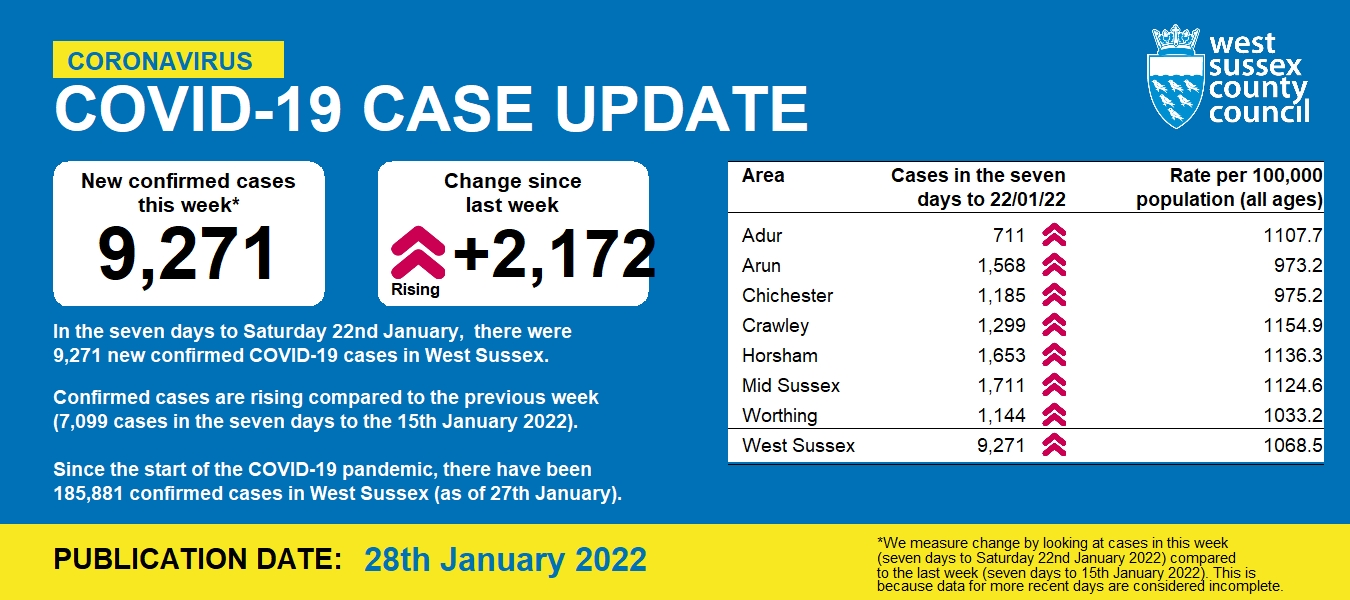 CORONAVIRUS
COVID-19 CASE UPDATE
west
sussex
county
council
New confirmed cases
this week*
9,271
Change since
last week
+2,172
Rising
In the seven days to Saturday 22nd January,  there were
9,271 new confirmed COVID-19 cases in West Sussex.
Confirmed cases are rising compared to the previous week
(7,099 cases in the seven days to the 15th January 2022).
Since the start of the COVID-19 pandemic, there have been
185,881 confirmed cases in West Sussex (as of 27th January).
Area Cases in the seven Rate per 100,000
days to 22/01/22 population (all ages)
Adur 711 1107.7
Arun 1,568 973.2
Chichester 1,185 975.2
Crawley 1,299 1154.9
Horsham 1,653 1136.3
Mid Sussex 1,711 1124.6
Worthing 1,144 1033.2
West Sussex 9,271 1068.5
PUBLICATION DATE: 28th January 2022
*We measure change by looking at cases in this week
(seven days to Saturday 22nd January 2022) compared
to the last week (seven days to 15th January 2022). This is
because data for more recent days are considered incomplete.